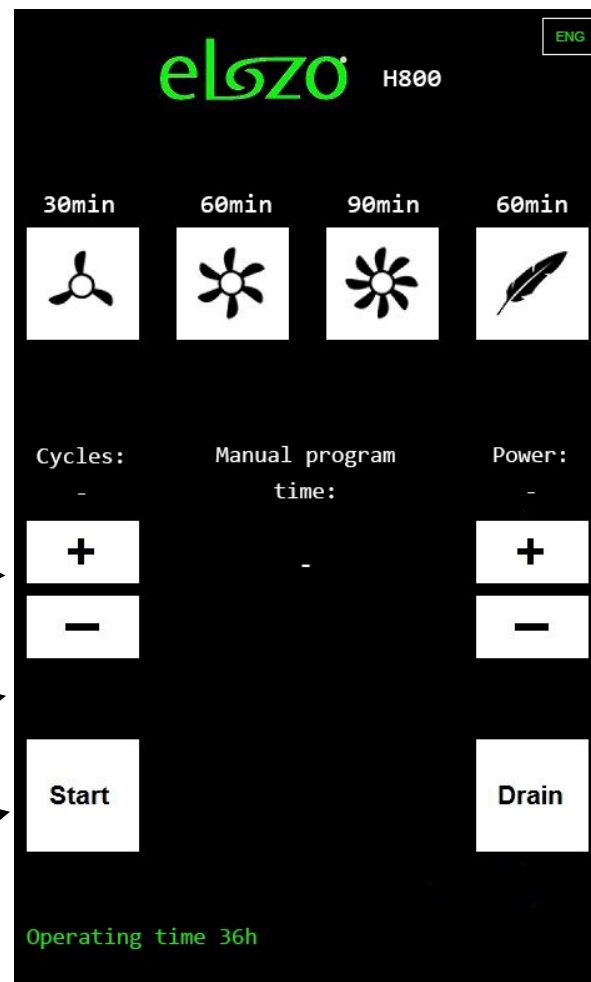 ENG
elozo H800
30min 60min 90min 60min
Cycles: Manual program Power:
- time: -
+ - +
− −
Start Drain
Operating time 36h